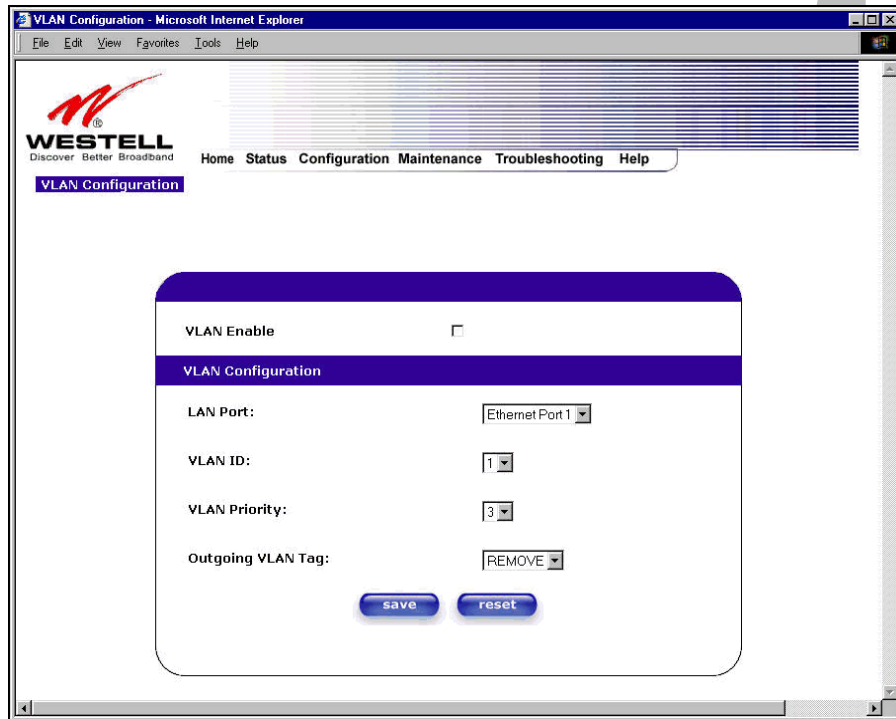 VLAN Configuration - Microsoft Internet Explorer
File Edit View Favorites Tools Help
®
WESTELL
Discover Better Broadband
Home Status Configuration Maintenance Troubleshooting Help
VLAN Configuration
VLAN Enable
VLAN Configuration
LAN Port: Ethernet Port 1
VLAN ID: 1
VLAN Priority: 3
Outgoing VLAN Tag: REMOVE
save reset